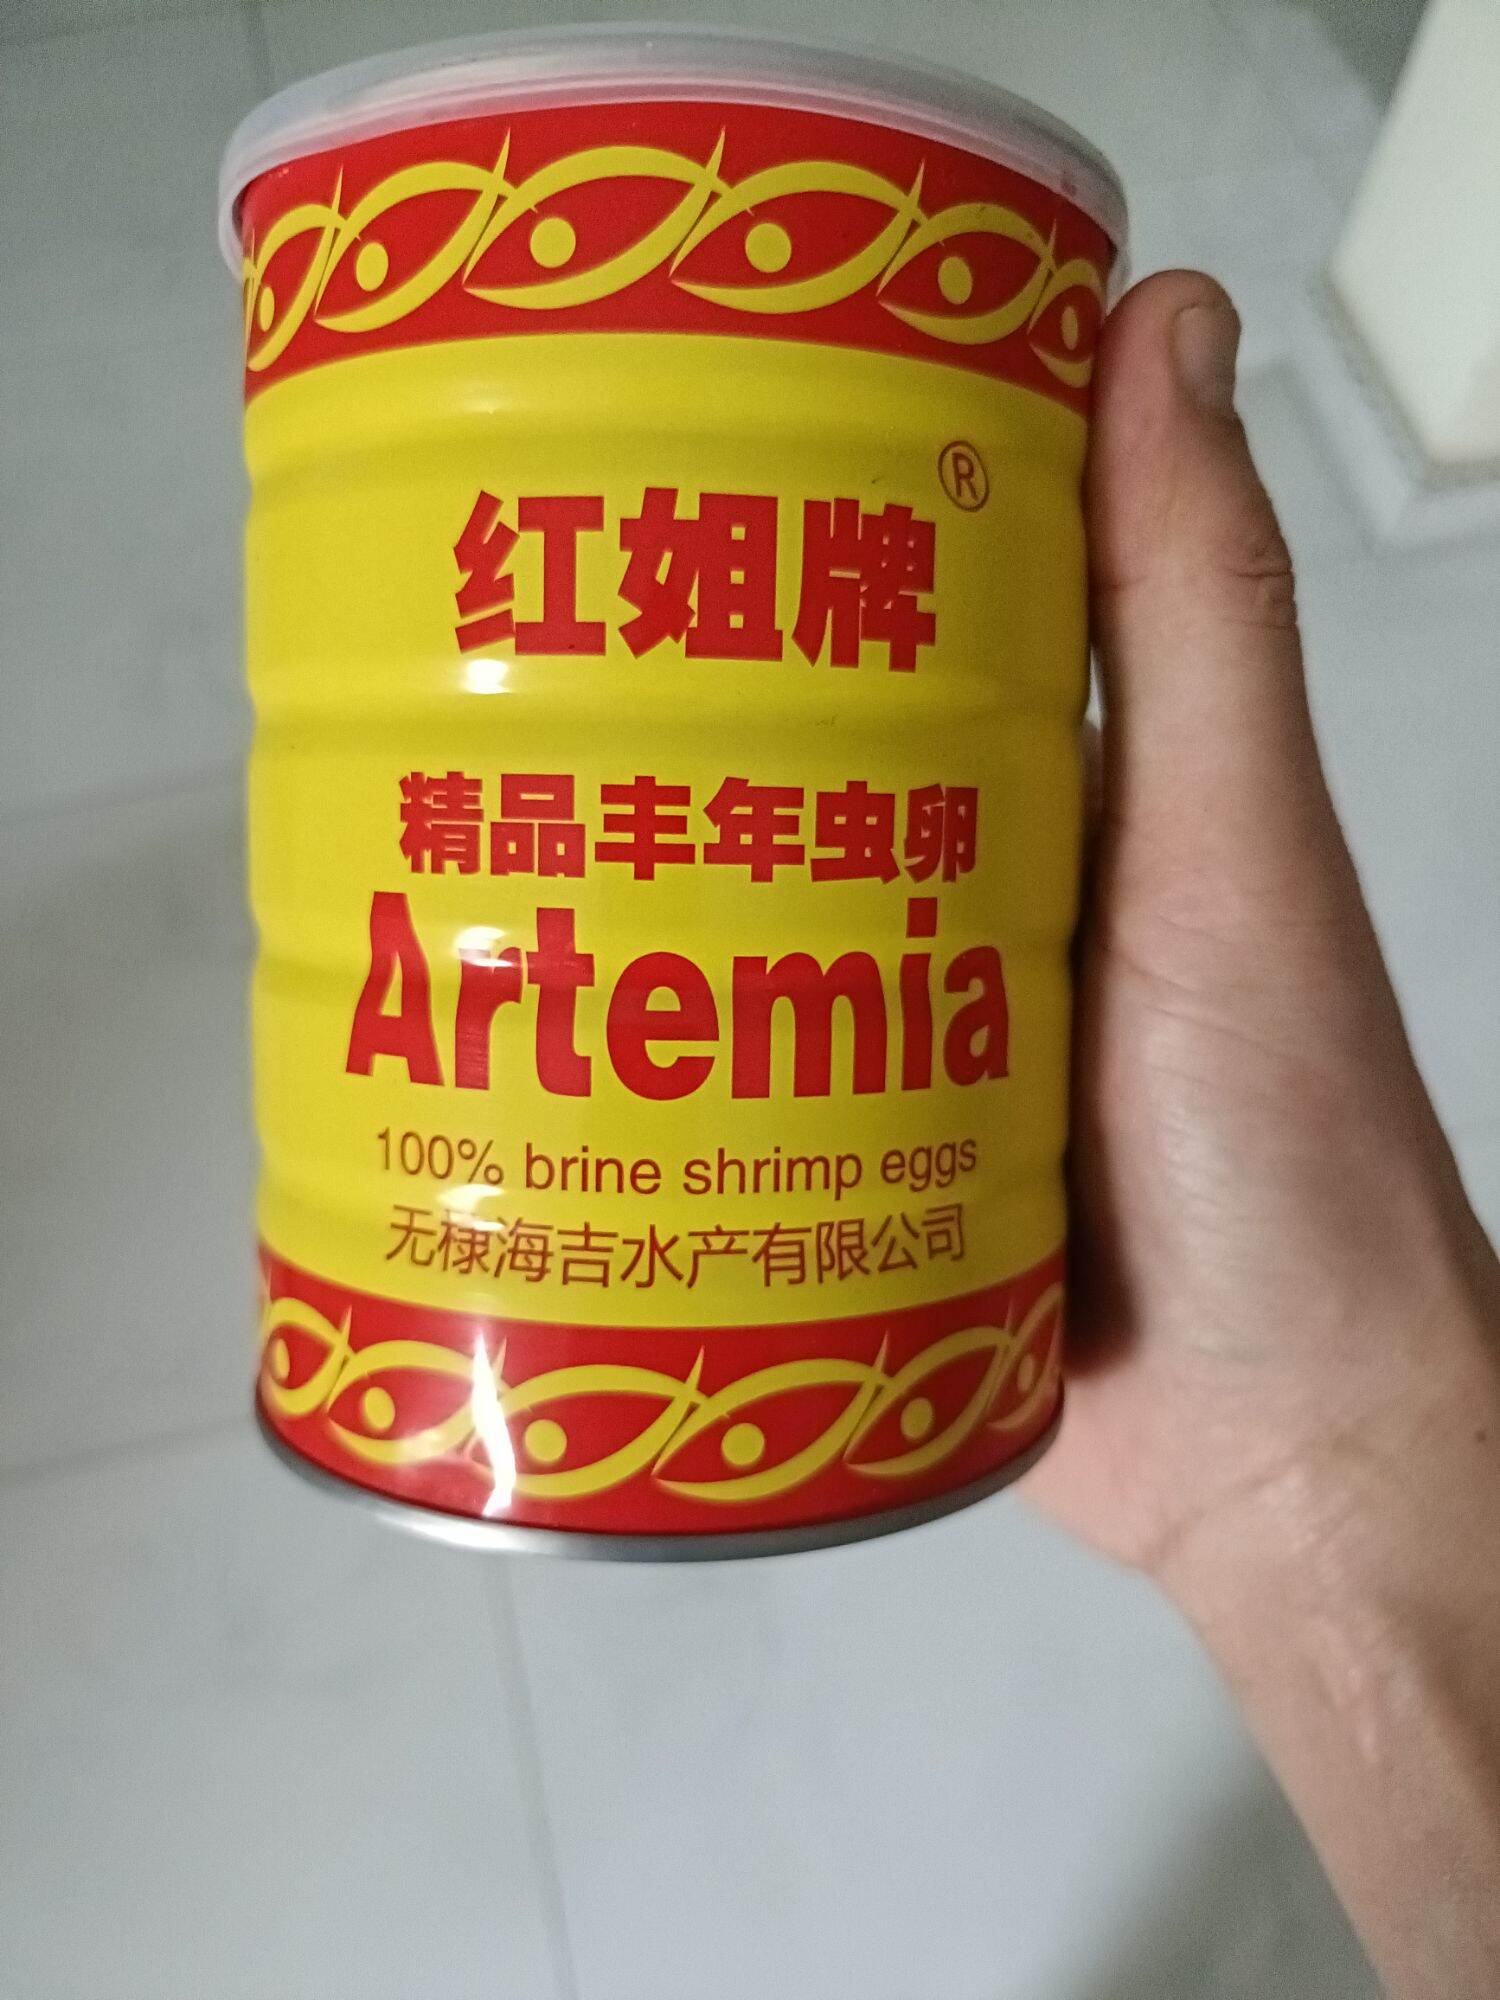 红姐牌®
精品丰年虫卵
Artemia
100% brine shrimp eggs
无棣海吉水产有限公司